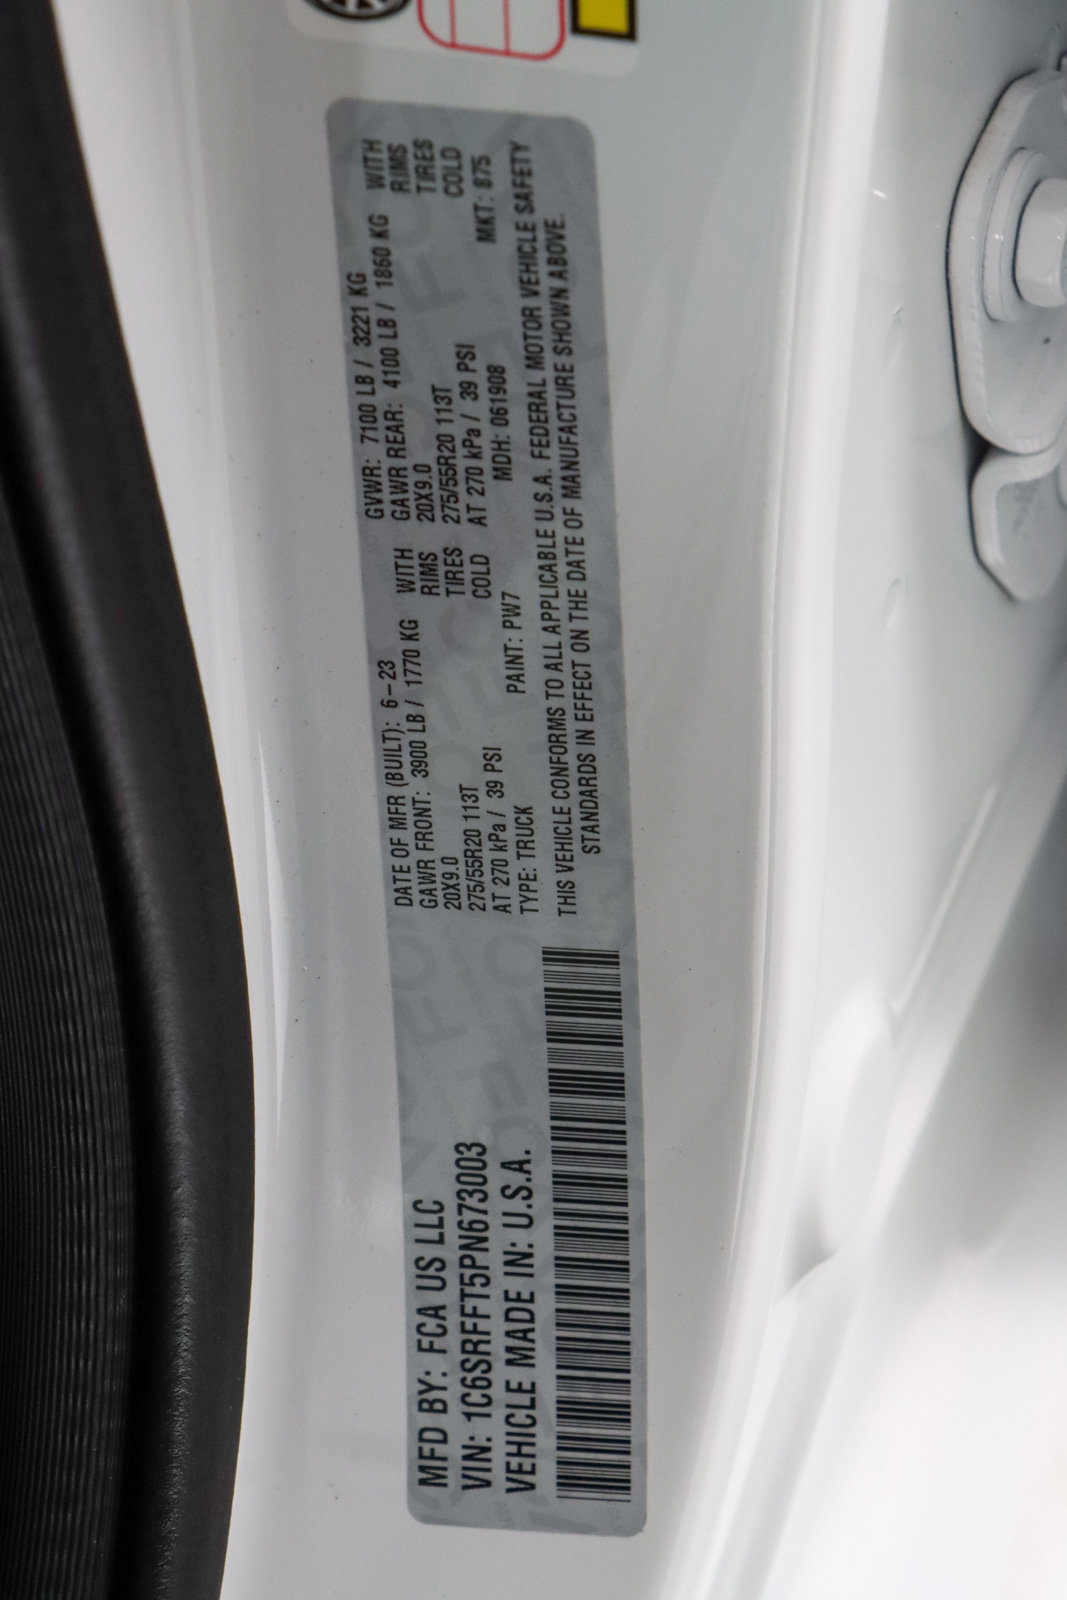 MFD BY: FCA US LLC
VIN: 1C6SRFFT5PN673003
VEHICLE MADE IN: U.S.A.
DATE OF MFR (BUILT): 6-23 GVWR: 7100 LB / 3221 KG
GAWR FRONT: 3900 LB / 1770 KG WITH GAWR REAR: 4100 LB / 1860 KG WITH
20X9.0 RIMS 20X9.0 RIMS
275/55R20 113T TIRES 275/55R20 113T TIRES
AT 270 kPa / 39 PSI COLD AT 270 kPa / 39 PSI COLD
TYPE: TRUCK PAINT: PW7 MDH: 061908 MKT: 875
THIS VEHICLE CONFORMS TO ALL APPLICABLE U.S.A. FEDERAL MOTOR VEHICLE SAFETY
STANDARDS IN EFFECT ON THE DATE OF MANUFACTURE SHOWN ABOVE.